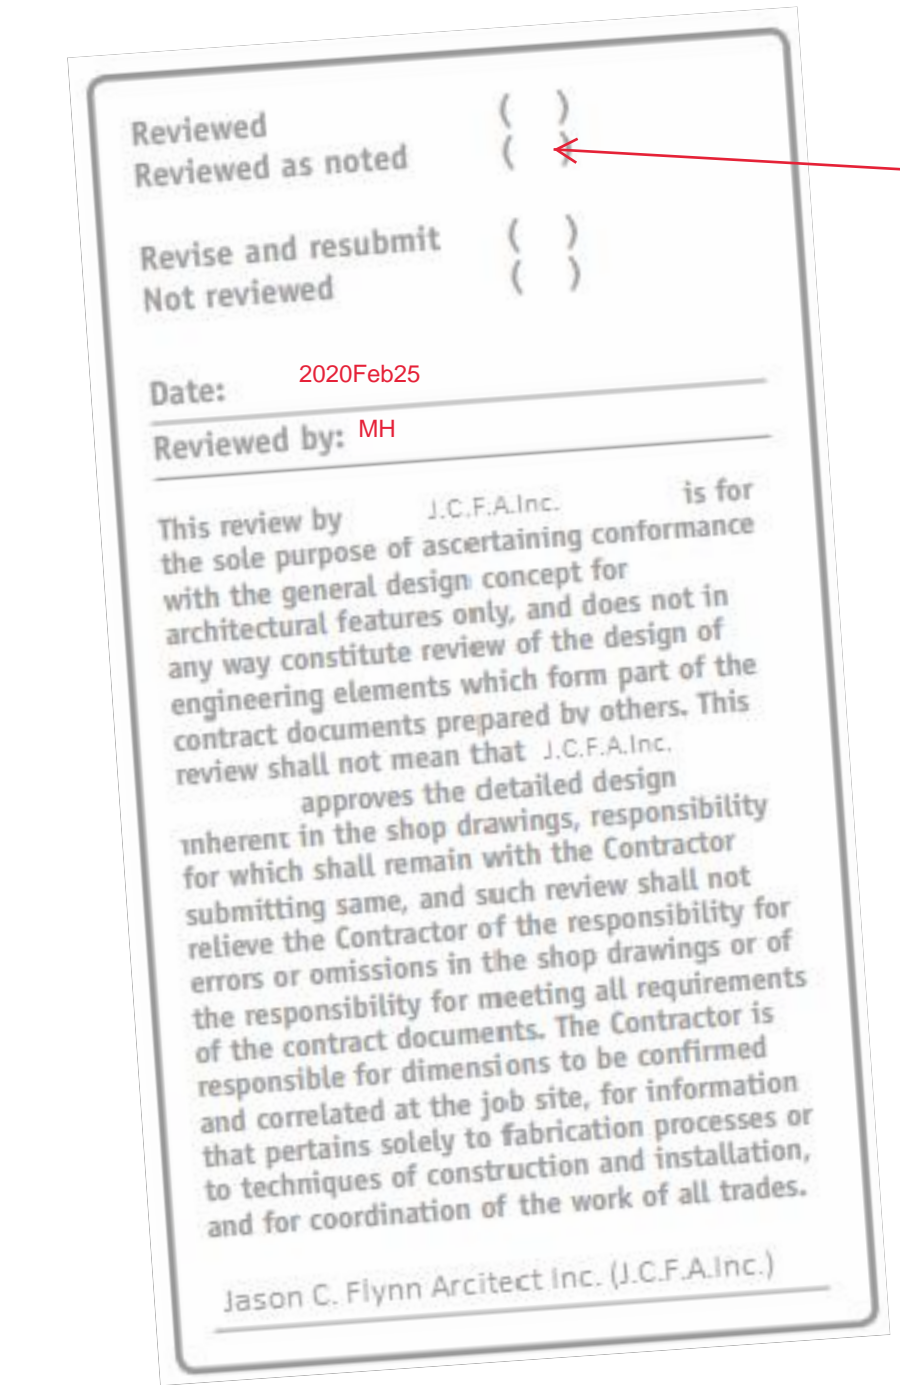 Reviewed ( )
Reviewed as noted ( )
Revise and resubmit ( )
Not reviewed ( )
Date: 2020Feb25
Reviewed by: MH
This review by J.C.F.A.Inc. is for
the sole purpose of ascertaining conformance
with the general design concept for
architectural features only, and does not in
any way constitute review of the design of
engineering elements which form part of the
contract documents prepared by others. This
review shall not mean that J.C.F.A.Inc.
approves the detailed design
inherent in the shop drawings, responsibility
for which shall remain with the Contractor
submitting same, and such review shall not
relieve the Contractor of the responsibility for
errors or omissions in the shop drawings or of
the responsibility for meeting all requirements
of the contract documents. The Contractor is
responsible for dimensions to be confirmed
and correlated at the job site, for information
that pertains solely to fabrication processes or
to techniques of construction and installation,
and for coordination of the work of all trades.
Jason C. Flynn Arcitect Inc. (J.C.F.A.Inc.)